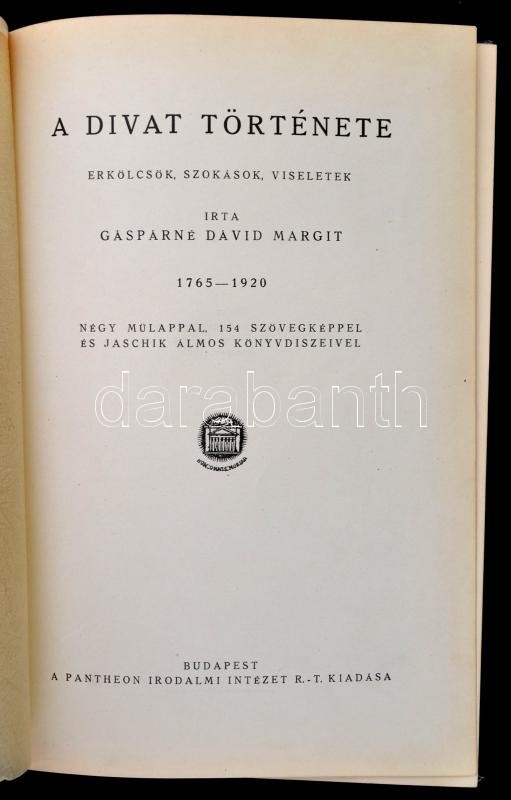 A DIVAT TÖRTÉNETE
ERKÖLCSÖK, SZOKÁSOK, VISELETEK
IRTA
GÁSPÁRNÉ DÁVID MARGIT
1765—1920
NÉGY MŰLAPPAL, 154 SZÖVEGKÉPPEL
ÉS JASCHIK ÁLMOS KÖNYVDISZEIVEL
darabanth
BUDAPEST
A PANTHEON IRODALMI INTÉZET R.-T. KIADÁSA